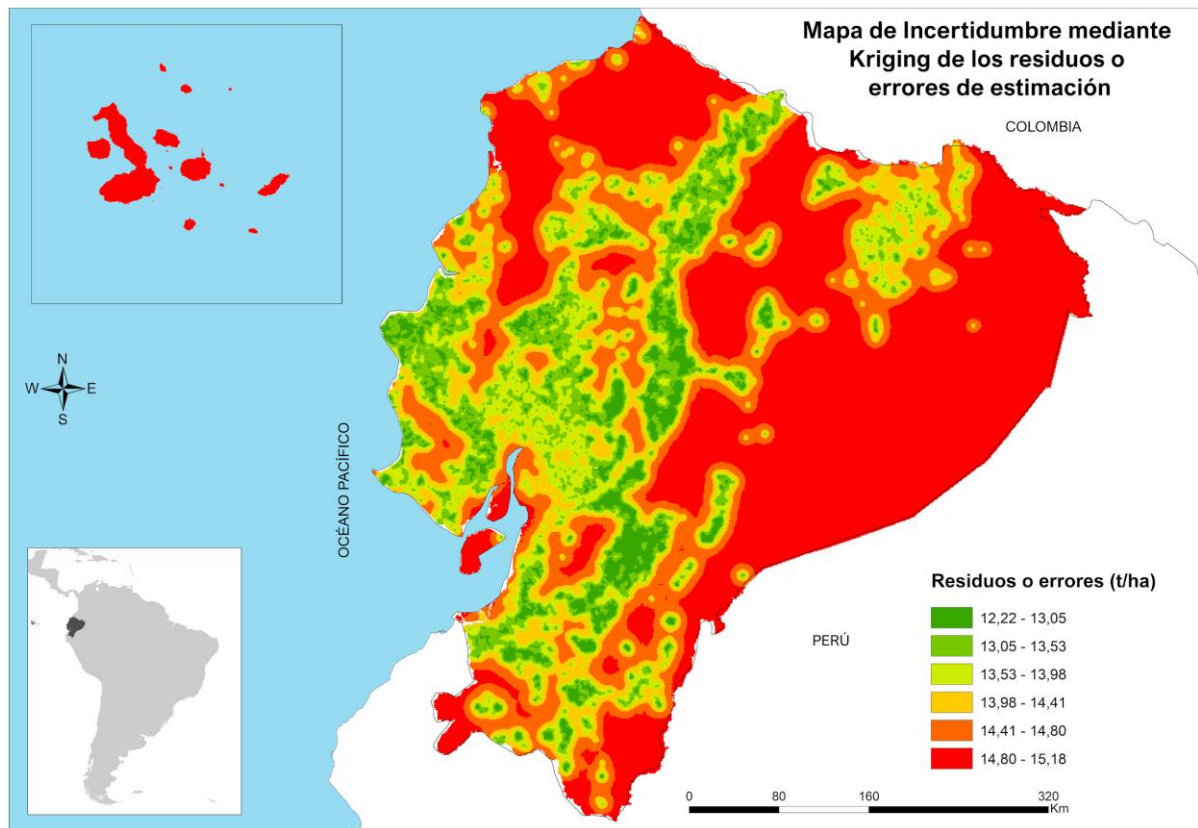 Mapa de Incertidumbre mediante
Kriging de los residuos o
errores de estimación
COLOMBIA
N
W
E
S
OCÉANO PACÍFICO
PERÚ
Residuos o errores (t/ha)
12,22 - 13,05
13,05 - 13,53
13,53 - 13,98
13,98 - 14,41
14,41 - 14,80
14,80 - 15,18
0
80
160
320
Km